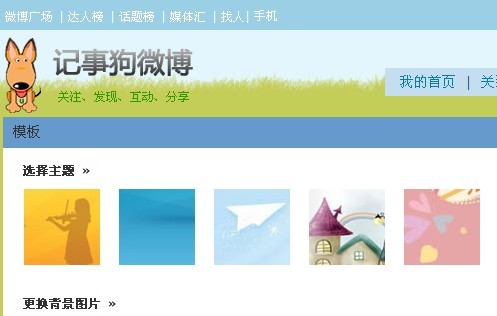 微博广场 | 达人榜 | 话题榜 | 媒体汇 | 找人 | 手机
记事狗微博
关注、发现、互动、分享
我的首页 | 关
模板
选择主题 »
更换背景图片 »